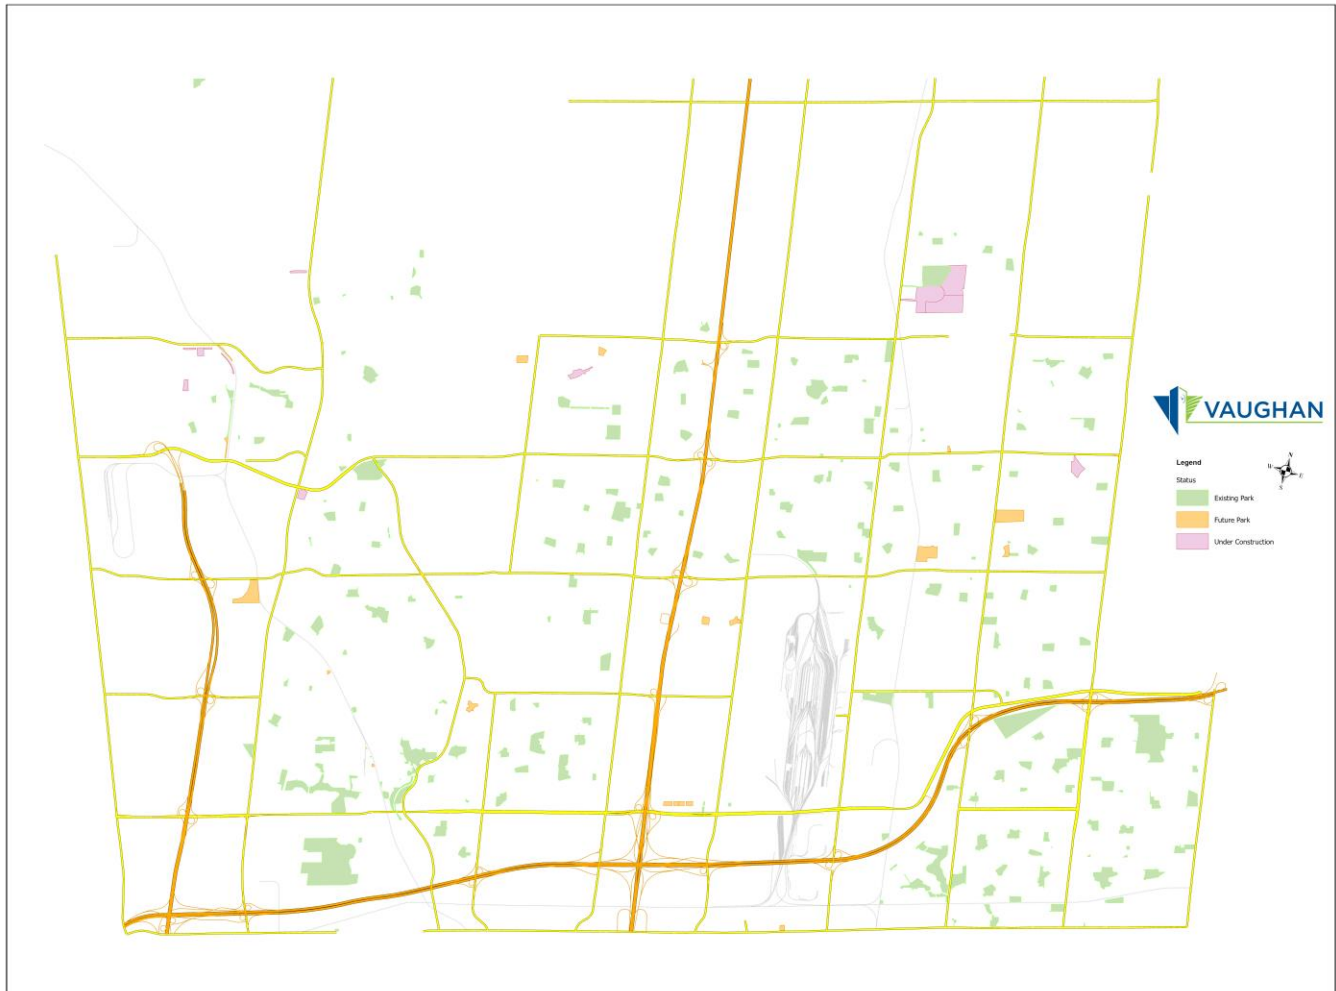 VAUGHAN
Legend
N
W
E
S
Status
Existing Park
Future Park
Under Construction